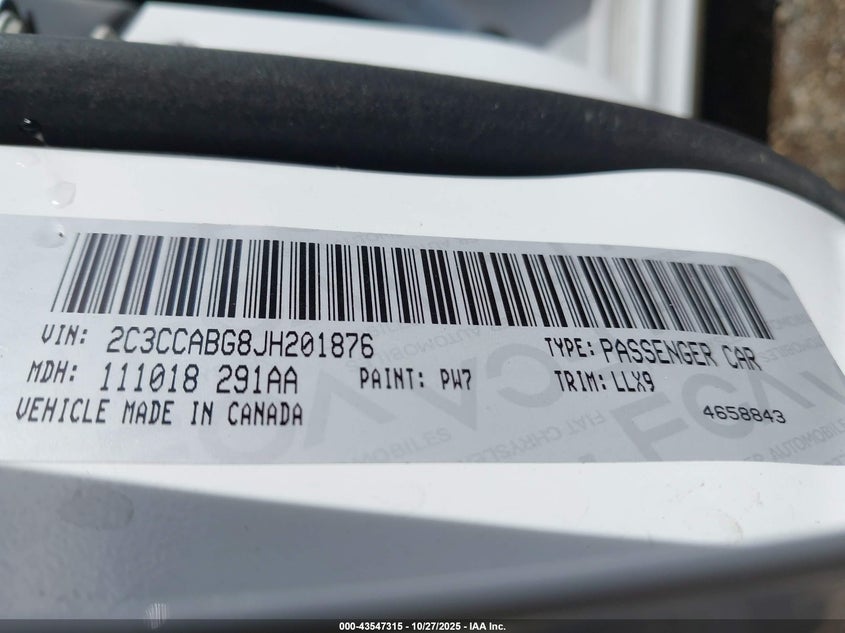 VIN: 2C3CCABG8JH201876 TYPE: PASSENGER CAR
MDH: 111018 291AA PAINT: PW7 TRIM: LLX9
VEHICLE MADE IN CANADA 4658843
000-43547315 - 10/27/2025 - IAA Inc.